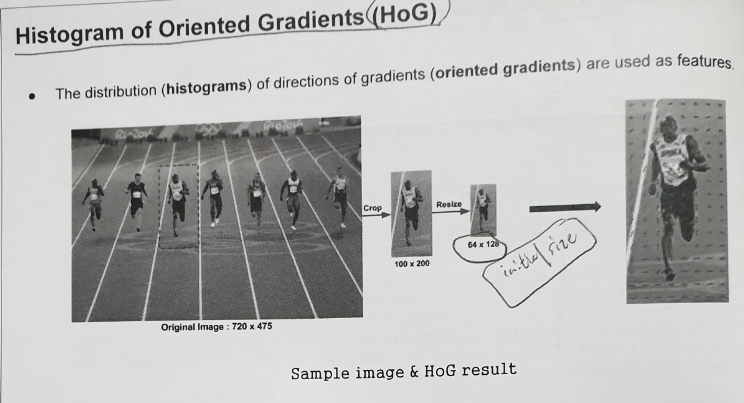 Histogram of Oriented Gradients (HoG)
• The distribution (histograms) of directions of gradients (oriented gradients) are used as features.
Rio2016
Crop
Resize
64 x 128
100 x 200
initial size
Original Image : 720 x 475
Sample image & HoG result